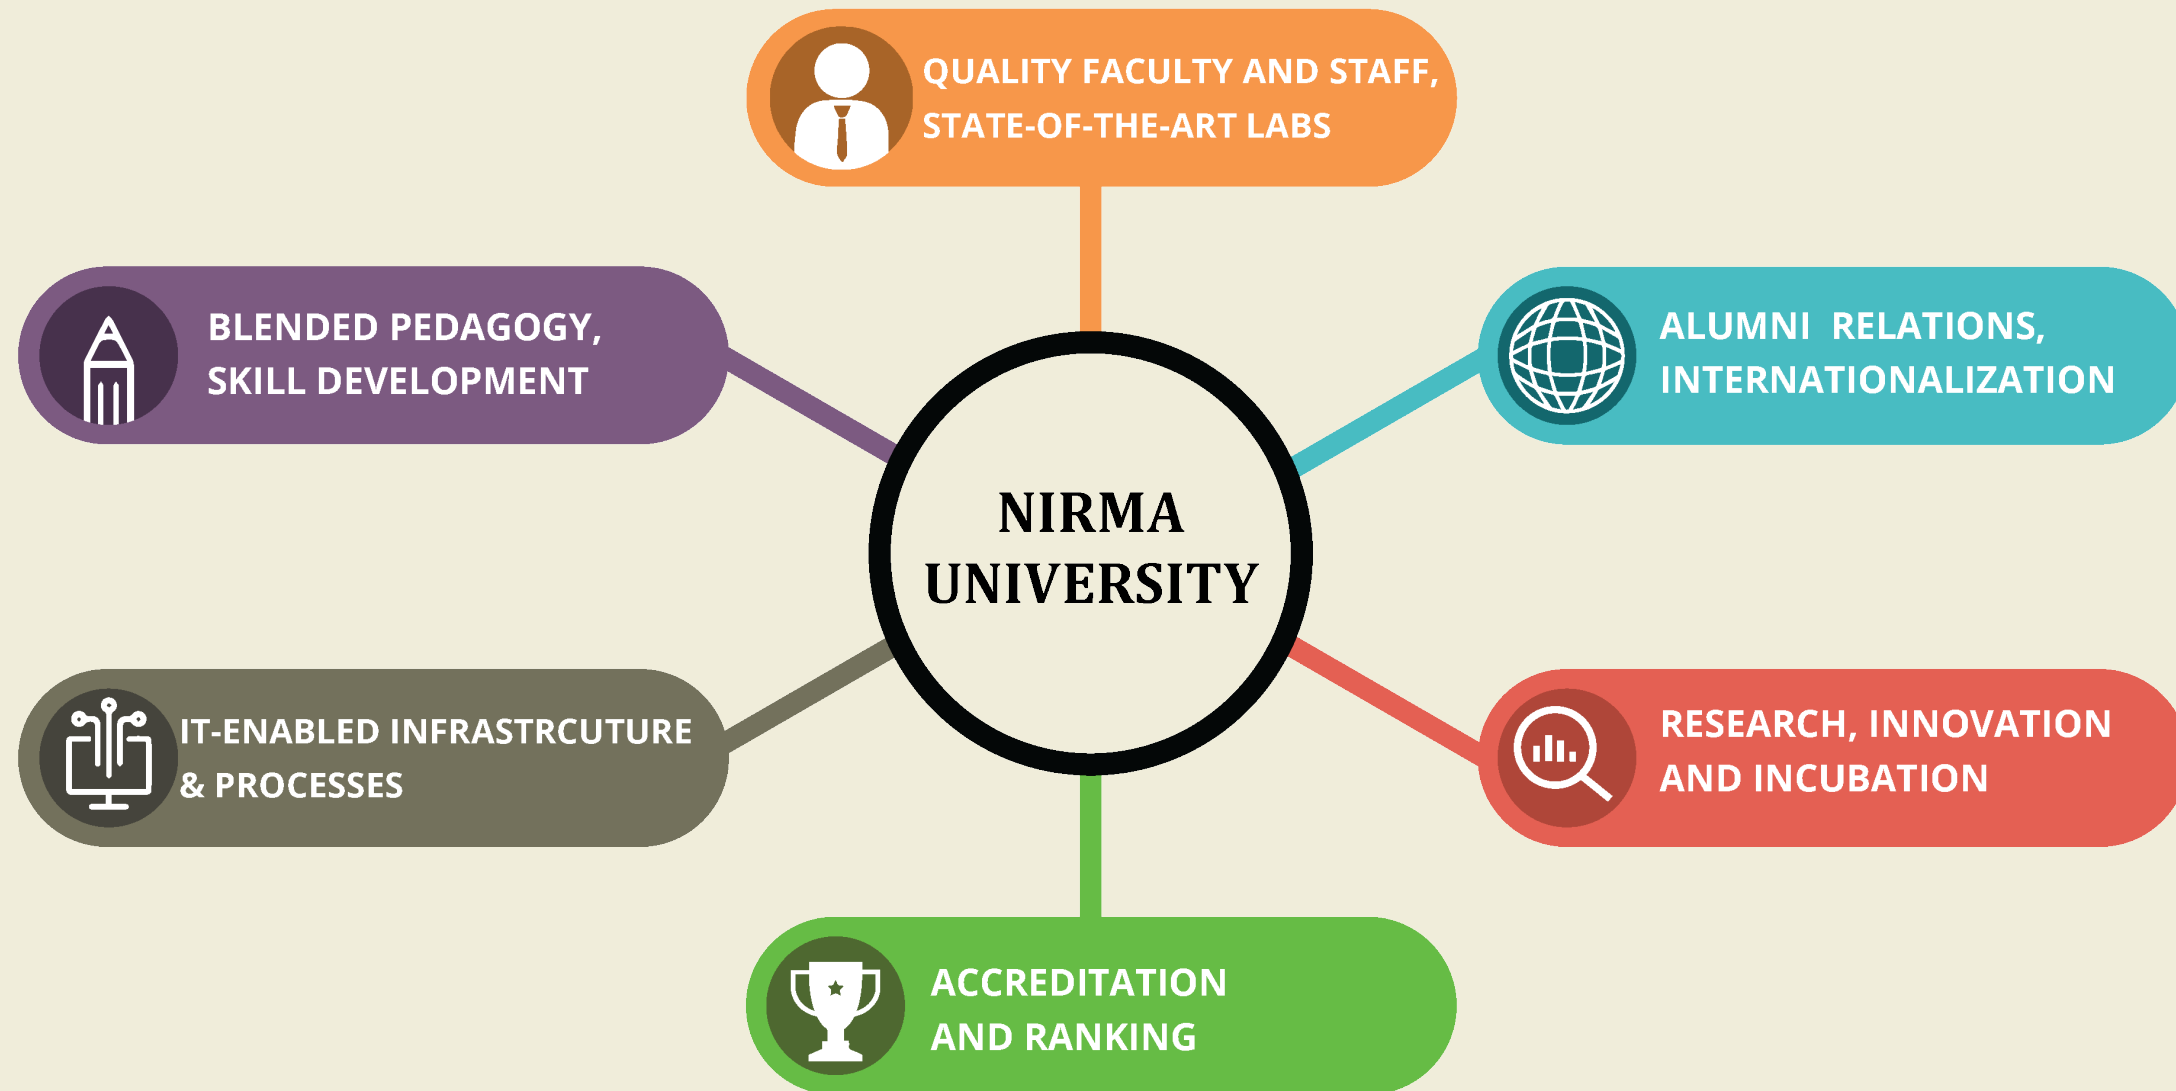 QUALITY FACULTY AND STAFF,
STATE-OF-THE-ART LABS
BLENDED PEDAGOGY,
SKILL DEVELOPMENT
ALUMNI RELATIONS,
INTERNATIONALIZATION
NIRMA
UNIVERSITY
IT-ENABLED INFRASTRCUTURE
& PROCESSES
RESEARCH, INNOVATION
AND INCUBATION
ACCREDITATION
AND RANKING